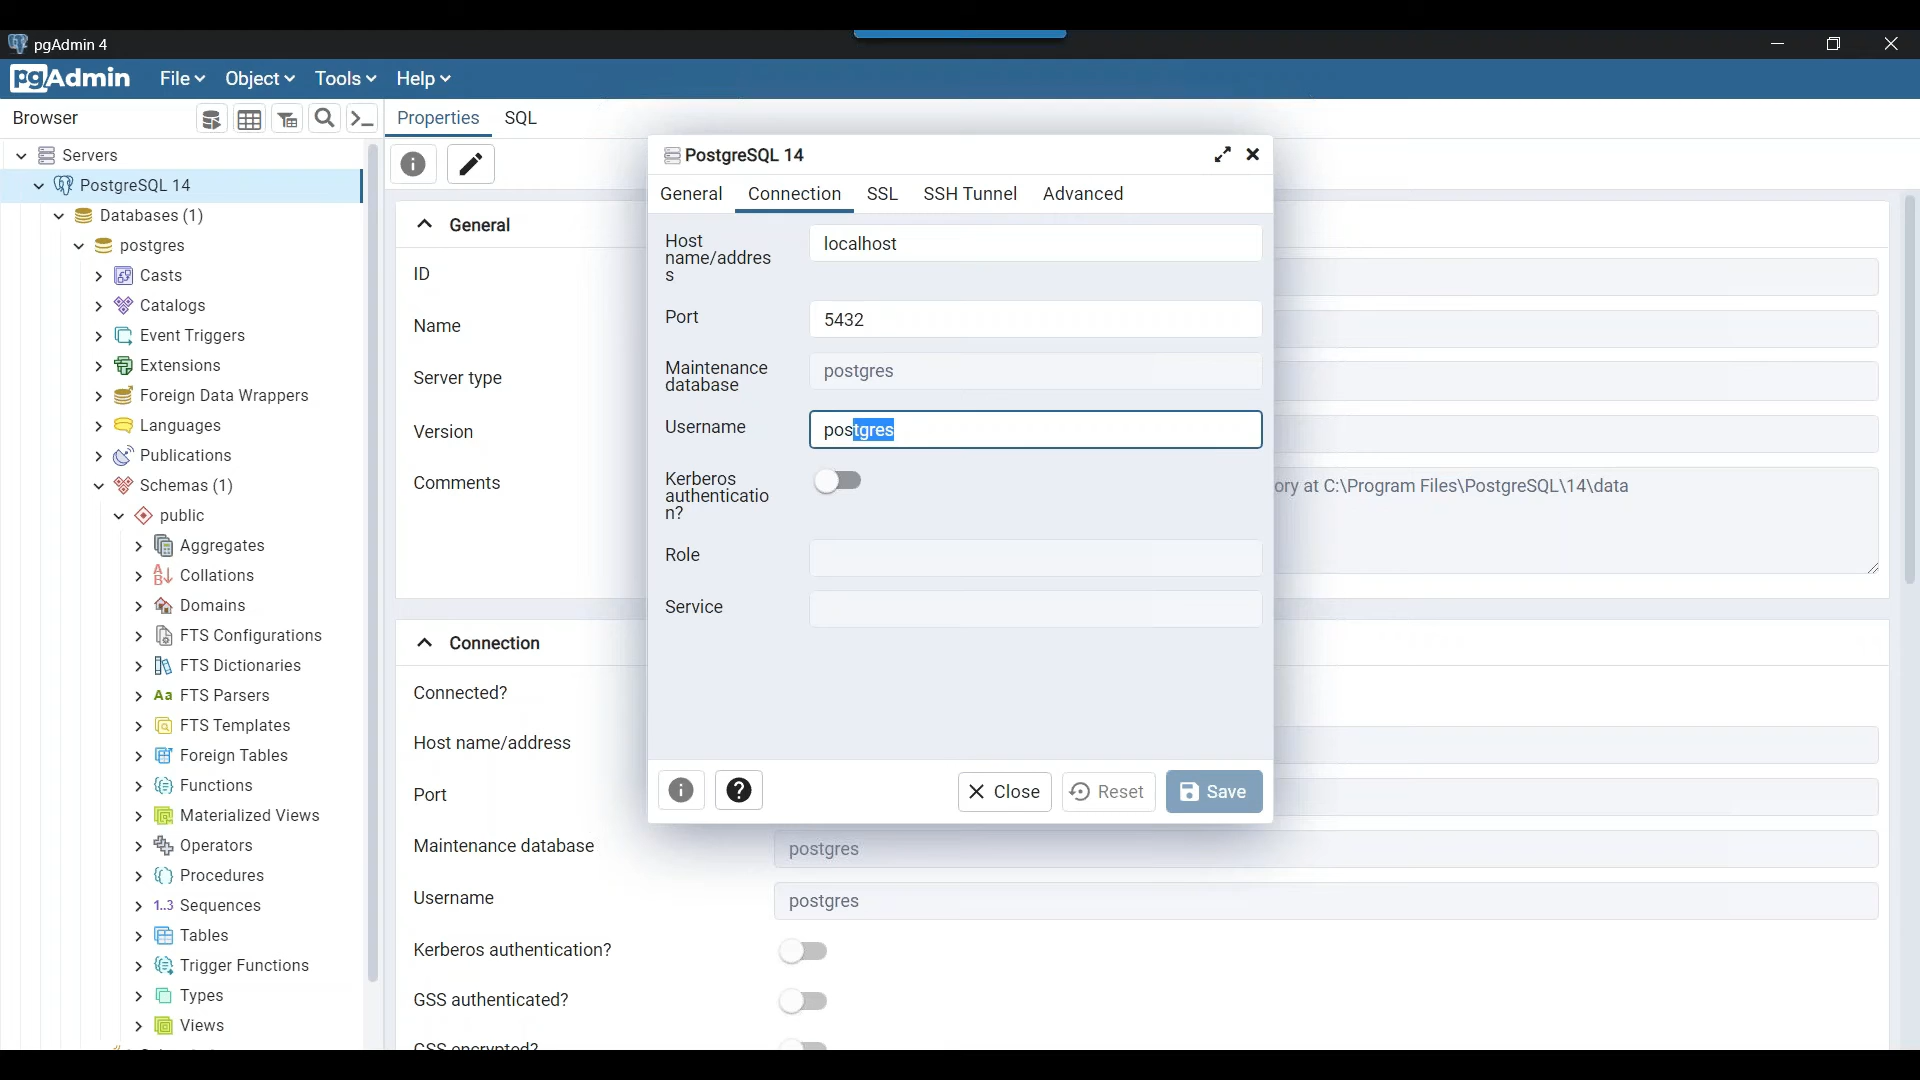 pgAdmin 4
pgAdmin File Object Tools Help
Browser
Properties SQL
Servers
PostgreSQL 14
Databases (1)
postgres
Casts
Catalogs
Event Triggers
Extensions
Foreign Data Wrappers
Languages
Publications
Schemas (1)
public
Aggregates
Collations
Domains
FTS Configurations
FTS Dictionaries
Aa FTS Parsers
FTS Templates
Foreign Tables
Functions
Materialized Views
Operators
Procedures
1..3 Sequences
Tables
Trigger Functions
Types
Views
General
ID
Name
Server type
Version
Comments
ory at C:\Program Files\PostgreSQL\14\data
Connection
Connected?
Host name/address
Port
Maintenance database postgres
Username postgres
Kerberos authentication?
GSS authenticated?
GSS encrypted?
PostgreSQL 14
General Connection SSL SSH Tunnel Advanced
Host
name/addres
s
localhost
Port 5432
Maintenance
database
postgres
Username postgres
Kerberos
authenticatio
n?
Role
Service
Close Reset Save